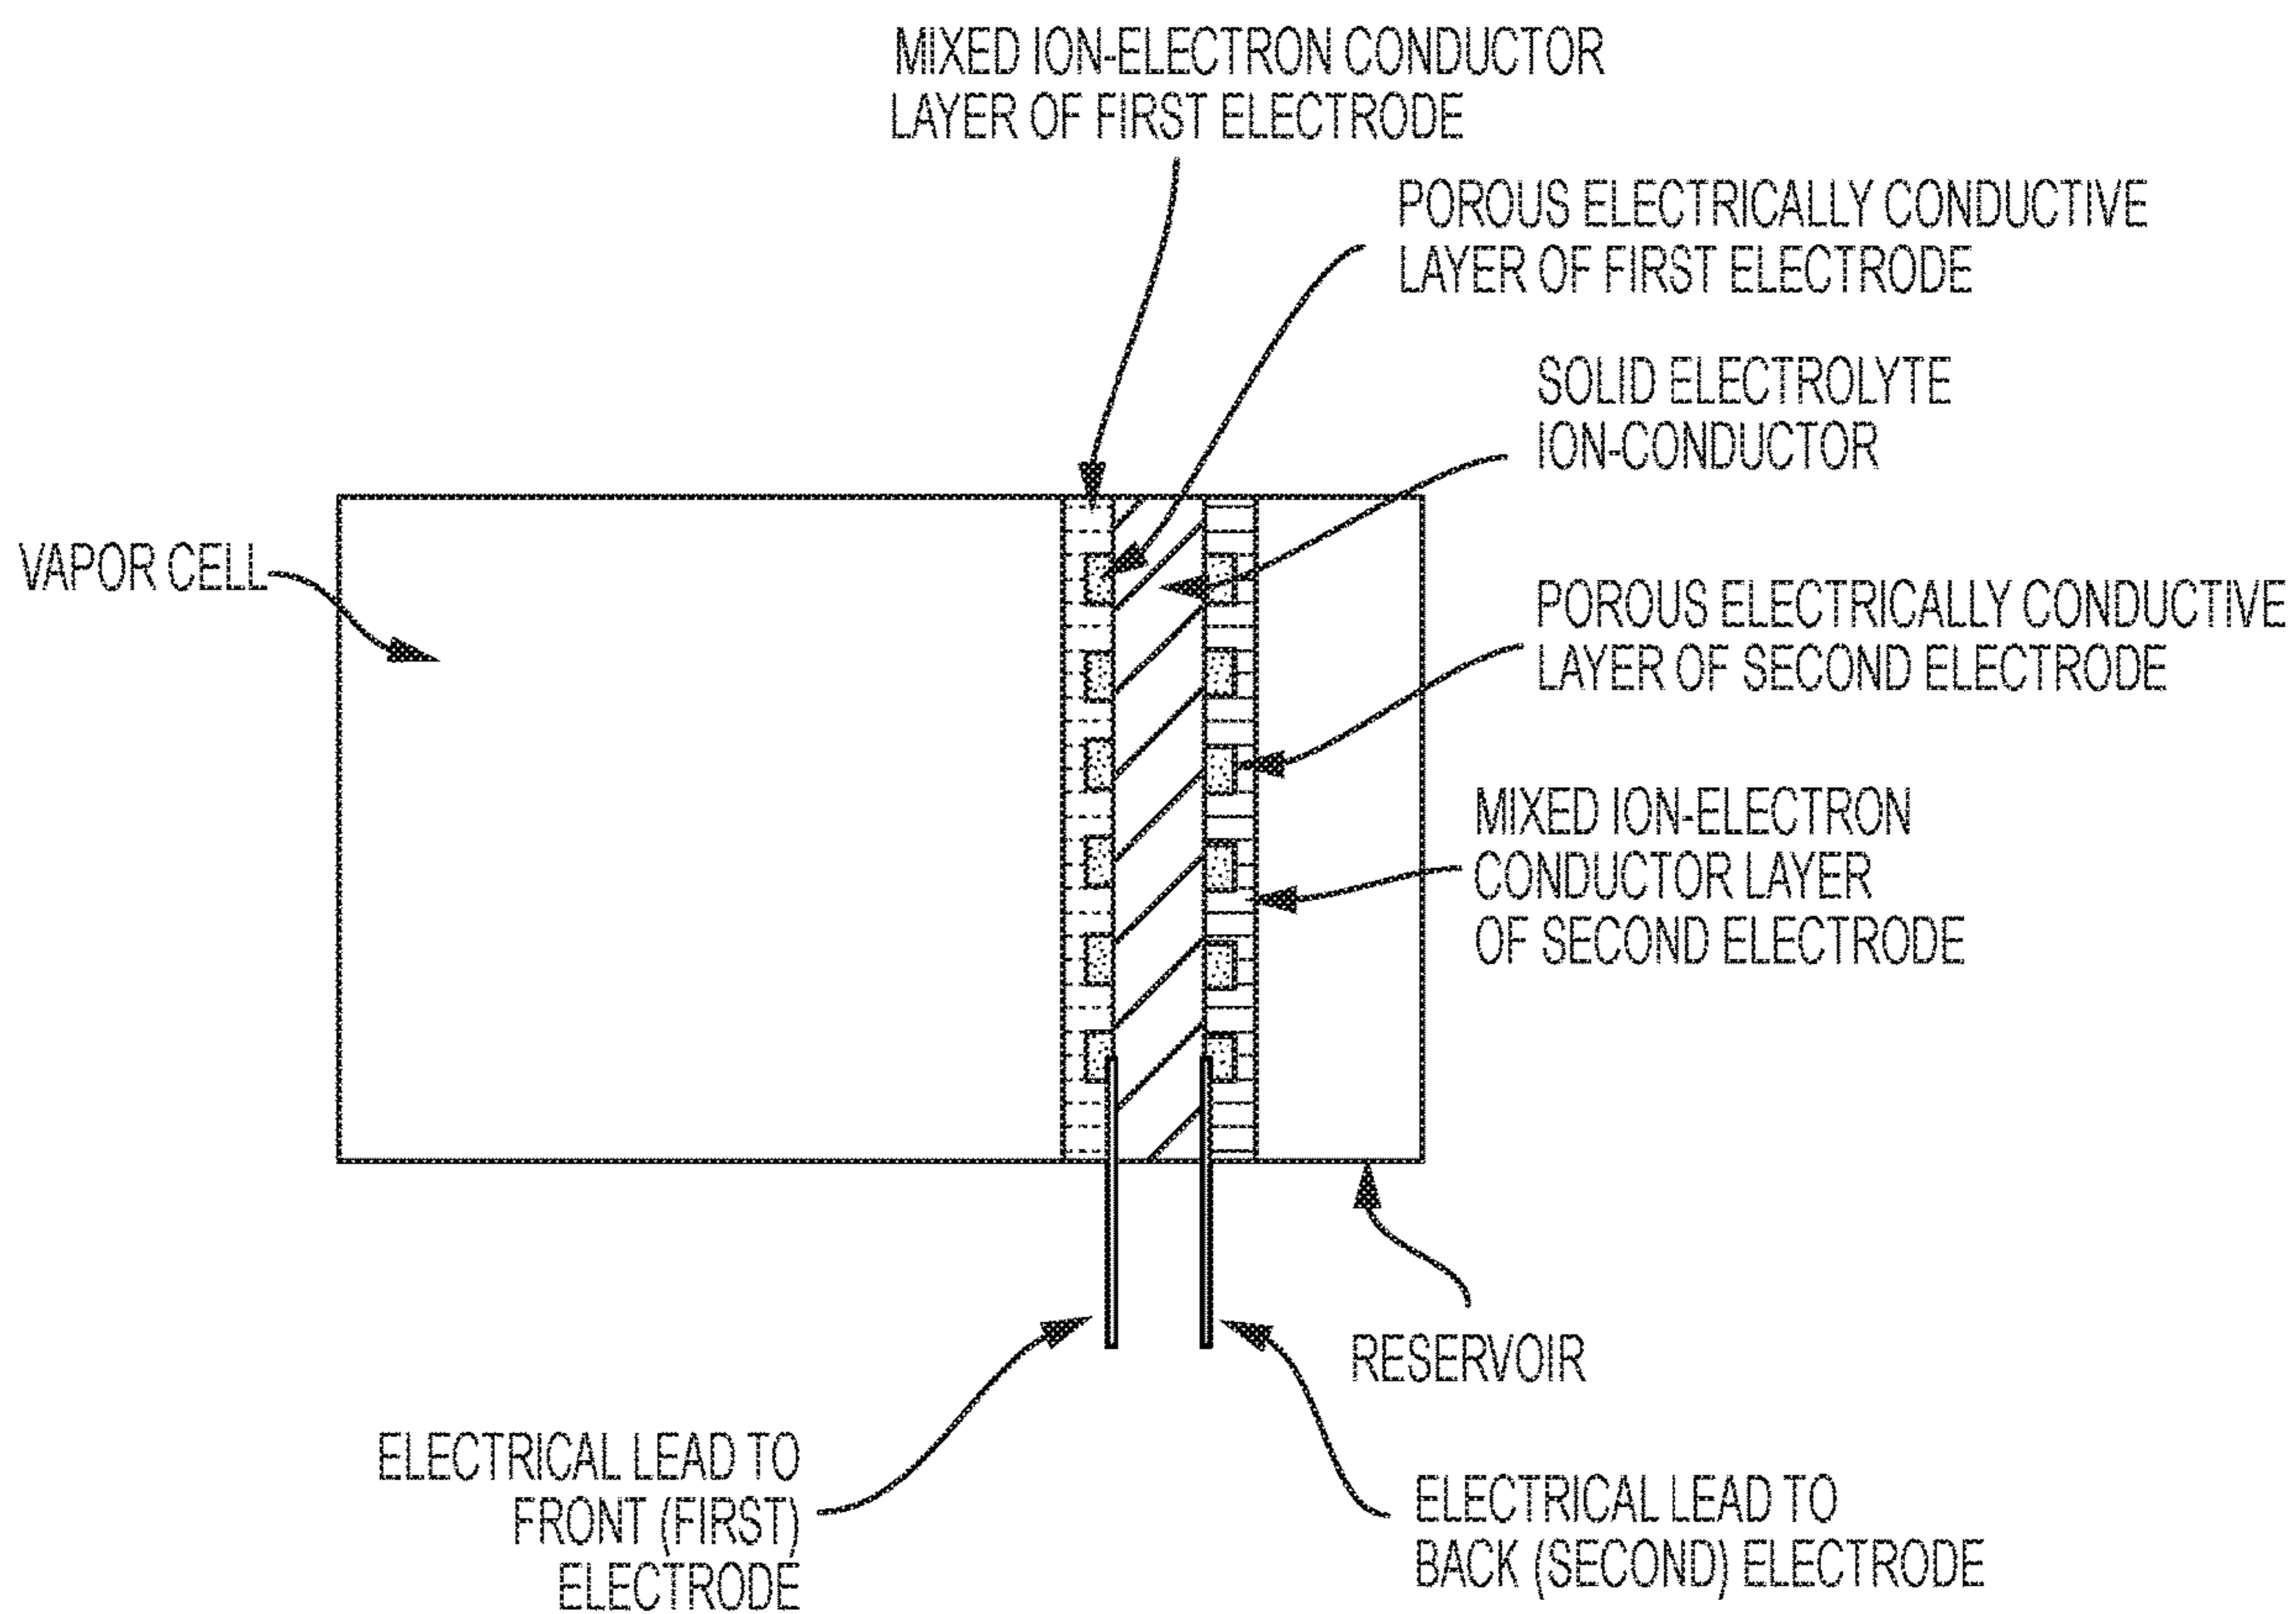 MIXED ION-ELECTRON CONDUCTOR
LAYER OF FIRST ELECTRODE
POROUS ELECTRICALLY CONDUCTIVE
LAYER OF FIRST ELECTRODE
SOLID ELECTROLYTE
ION-CONDUCTOR
VAPOR CELL
POROUS ELECTRICALLY CONDUCTIVE
LAYER OF SECOND ELECTRODE
MIXED ION-ELECTRON
CONDUCTOR LAYER
OF SECOND ELECTRODE
RESERVOIR
ELECTRICAL LEAD TO
FRONT (FIRST)
ELECTRODE
ELECTRICAL LEAD TO
BACK (SECOND) ELECTRODE